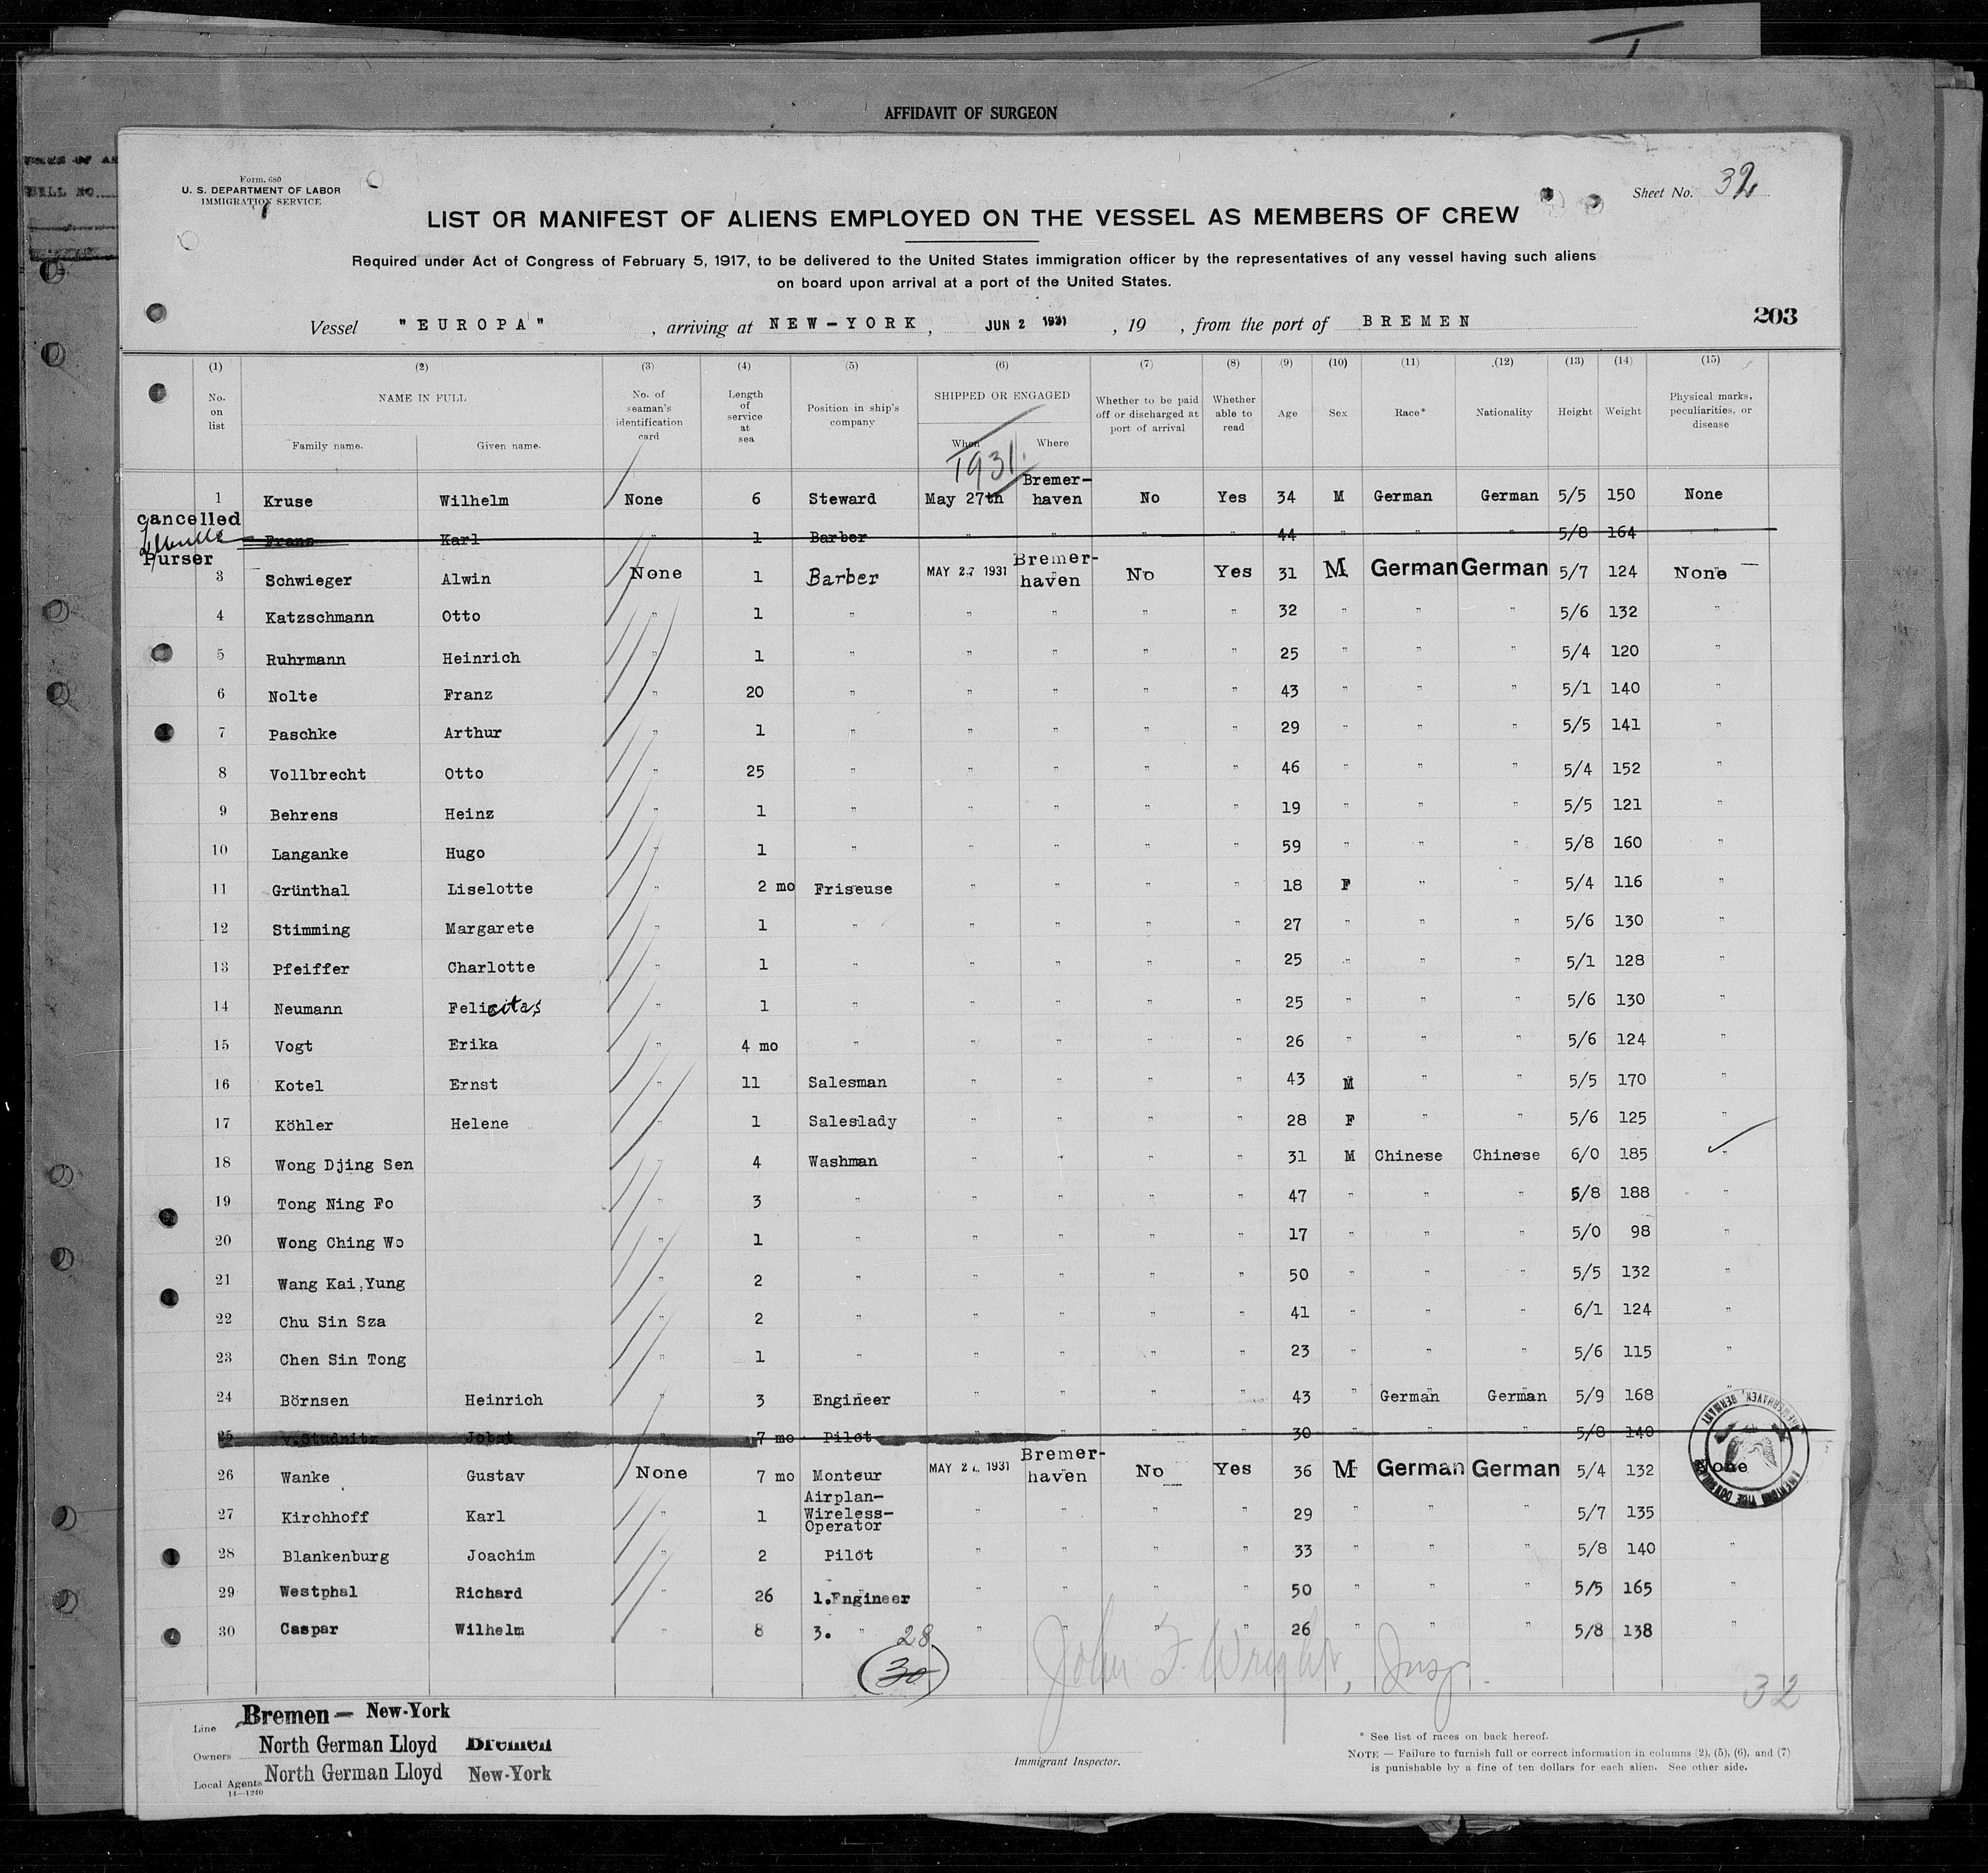 AFFIDAVIT OF SURGEON
Form. 680
U. S. DEPARTMENT OF LABOR
IMMIGRATION SERVICE
Sheet No. 32
LIST OR MANIFEST OF ALIENS EMPLOYED ON THE VESSEL AS MEMBERS OF CREW
Required under Act of Congress of February 5, 1917, to be delivered to the United States immigration officer by the representatives of any vessel having such aliens
on board upon arrival at a port of the United States.
Vessel "EUROPA", arriving at NEW-YORK, JUN 2 1931, 19 , from the port of BREMEN
203
(1) (2) (3) (4) (5) (6) (7) (8) (9) (10) (11) (12) (13) (14) (15)
No. on list NAME IN FULL Family name. Given name. No. of seaman's identification card Length of service at sea Position in ship's company SHIPPED OR ENGAGED When Where Whether to be paid off or discharged at port of arrival Whether able to read Age Sex Race* Nationality Height Weight Physical marks, peculiarities, or disease
1931.
1 Kruse Wilhelm None 6 Steward May 27th Bremer-haven No Yes 34 M German German 5/5 150 None
cancelled
Franz Karl " 1 Barber " " " " 44 " " " 5/8 164 "
Purser
3 Schwieger Alwin None 1 Barber MAY 27 1931 Bremer-haven No Yes 31 M German German 5/7 124 None
4 Katzschmann Otto " 1 " " " " " 32 " " " 5/6 132 "
5 Ruhrmann Heinrich " 1 " " " " " 25 " " " 5/4 120 "
6 Nolte Franz " 20 " " " " " 43 " " " 5/1 140 "
7 Paschke Arthur " 1 " " " " " 29 " " " 5/5 141 "
8 Vollbrecht Otto " 25 " " " " " 46 " " " 5/4 152 "
9 Behrens Heinz " 1 " " " " " 19 " " " 5/5 121 "
10 Langanke Hugo " 1 " " " " " 59 " " " 5/8 160 "
11 Grünthal Liselotte " 2 mo Friseuse " " " " 18 F " " 5/4 116 "
12 Stimming Margarete " 1 " " " " " 27 " " " 5/6 130 "
13 Pfeiffer Charlotte " 1 " " " " " 25 " " " 5/1 128 "
14 Neumann Felicitas " 1 " " " " " 25 " " " 5/6 130 "
15 Vogt Erika " 4 mo " " " " " 26 " " " 5/6 124 "
16 Kotel Ernst " 11 Salesman " " " " 43 M " " 5/5 170 "
17 Köhler Helene " 1 Saleslady " " " " 28 F " " 5/6 125 "
18 Wong Djing Sen " 4 Washman " " " " 31 M Chinese Chinese 6/0 185 "
19 Tong Ning Fo " 3 " " " " " 47 " " " 5/8 188 "
20 Wong Ching Wo " 1 " " " " " 17 " " " 5/0 98 "
21 Wang Kai,Yung " 2 " " " " " 50 " " " 5/5 132 "
22 Chu Sin Sza " 2 " " " " " 41 " " " 6/1 124 "
23 Chen Sin Tong " 1 " " " " " 23 " " " 5/6 115 "
24 Börnsen Heinrich " 3 Engineer " " " " 43 " German German 5/9 168 "
25 v.Studnitz Jobst 7 mo Pilot " " " " 30 " " " 5/8 140
26 Wanke Gustav None 7 mo Monteur MAY 27 1931 Bremer-haven No Yes 36 M German German 5/4 132 None
27 Kirchhoff Karl " 1 Airplan-Wireless-Operator " " " " 29 " " " 5/7 135
28 Blankenburg Joachim " 2 Pilot " " " " 33 " " " 5/8 140 "
29 Westphal Richard " 26 1.Engineer " " " " 50 " " " 5/5 165 "
30 Caspar Wilhelm " 8 3. " " " " " 26 " " " 5/8 138 "
28
30
John F. Wright, Insp.
32
Line Bremen — New-York
Owners North German Lloyd Bremen
Local Agents North German Lloyd New-York
14—1240
Immigrant Inspector.
* See list of races on back hereof.
NOTE — Failure to furnish full or correct information in columns (2), (5), (6), and (7)
is punishable by a fine of ten dollars for each alien. See other side.